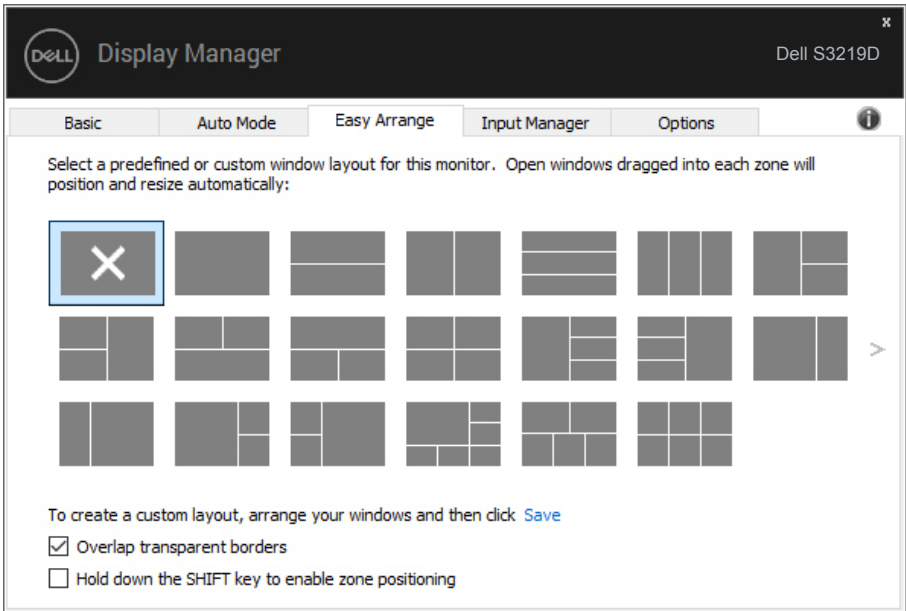 x
DELL
Display Manager
Dell S3219D
Basic
Auto Mode
Easy Arrange
Input Manager
Options
i
Select a predefined or custom window layout for this monitor. Open windows dragged into each zone will
position and resize automatically:
>
To create a custom layout, arrange your windows and then click Save
Overlap transparent borders
Hold down the SHIFT key to enable zone positioning